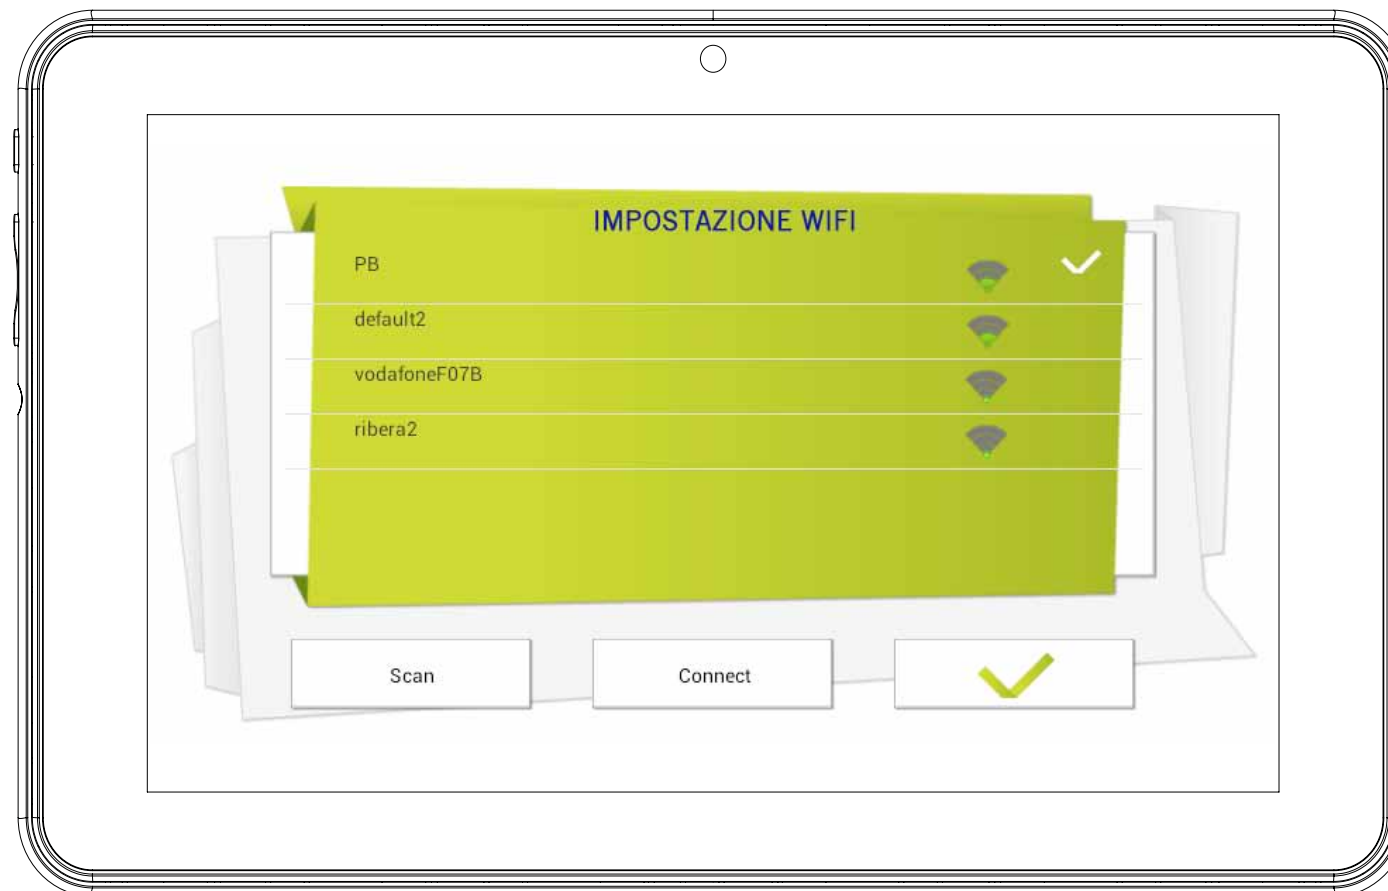 IMPOSTAZIONE WIFI
PB
default2
vodafoneF07B
ribera2
Scan
Connect